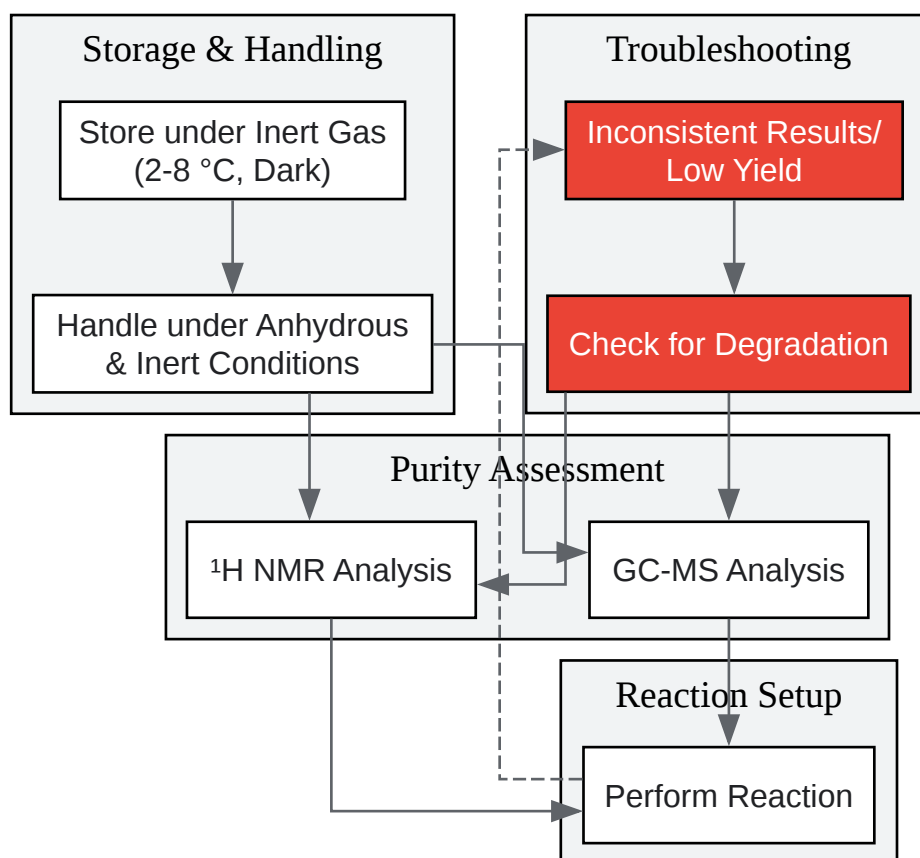 Storage & Handling
Store under Inert Gas
(2-8 °C, Dark)
Handle under Anhydrous
& Inert Conditions
Troubleshooting
Inconsistent Results/
Low Yield
Check for Degradation
Purity Assessment
¹H NMR Analysis
GC-MS Analysis
Reaction Setup
Perform Reaction